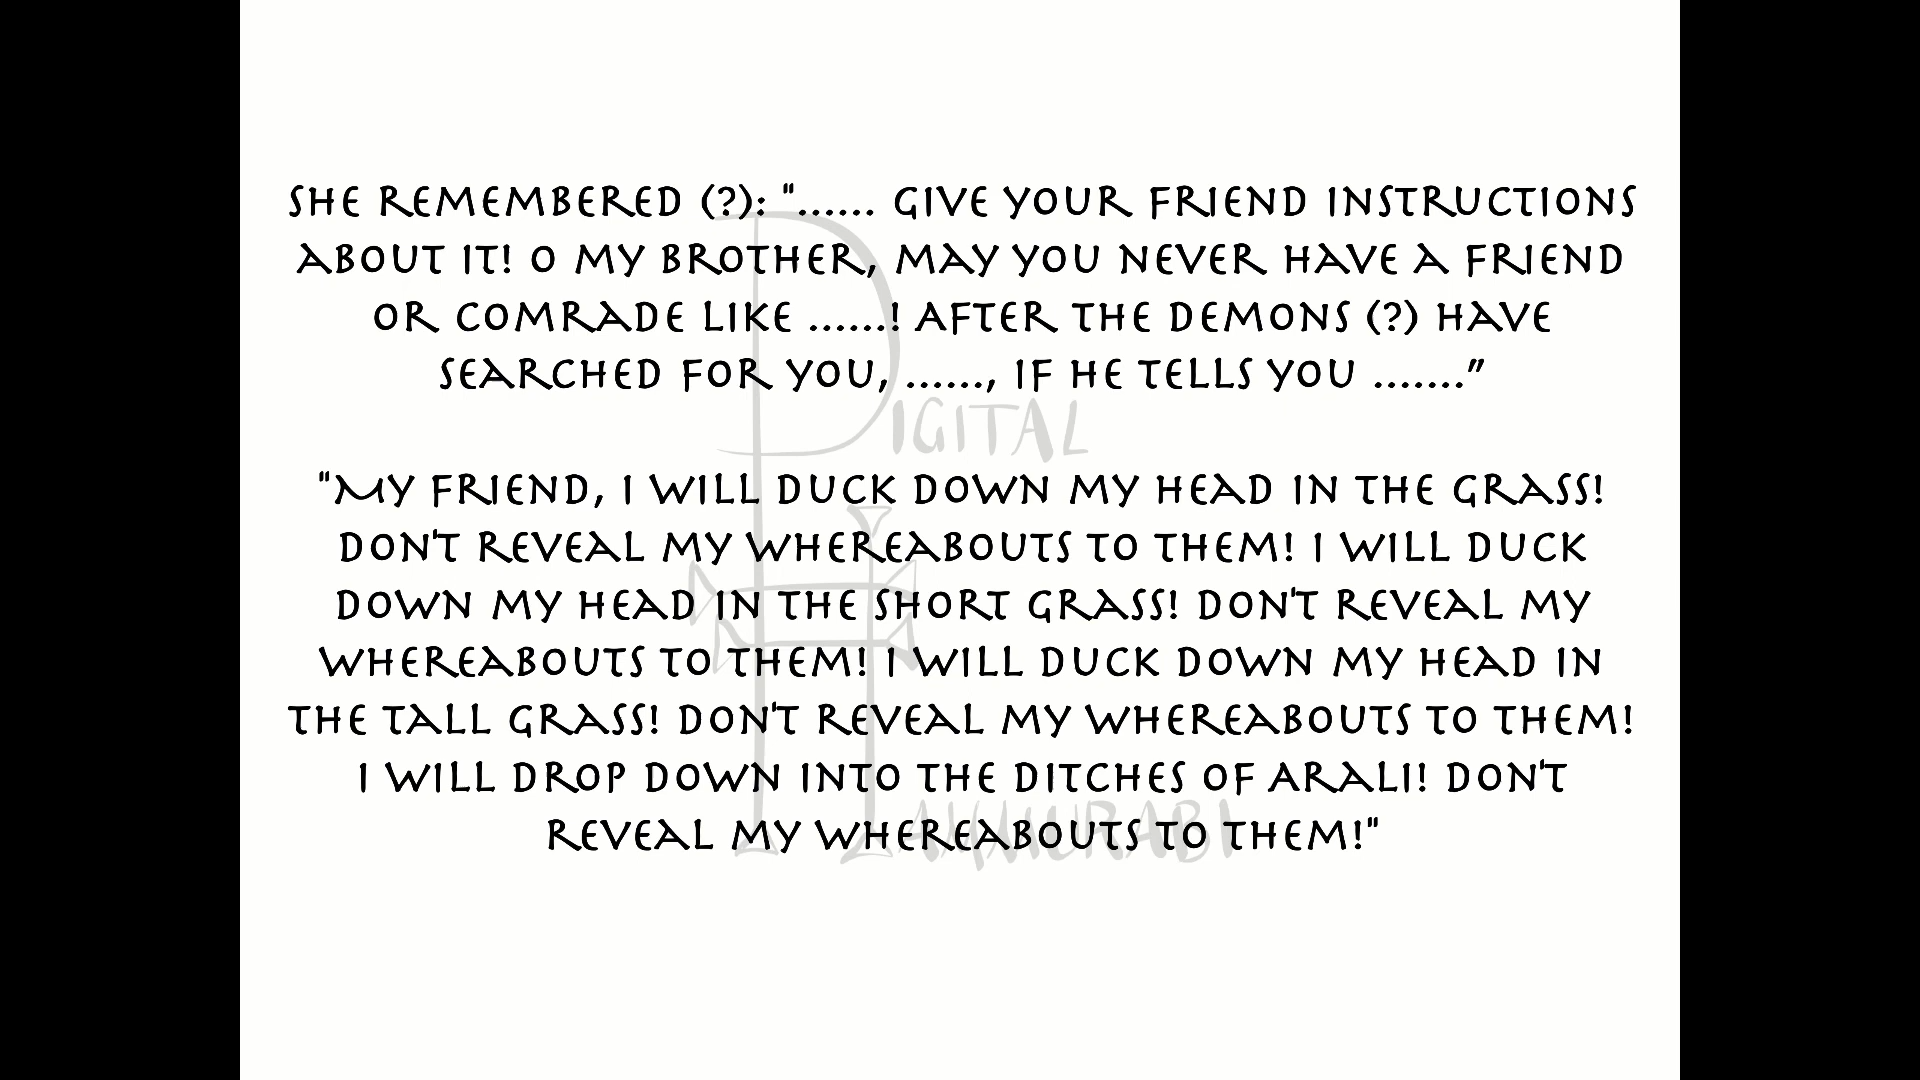 SHE REMEMBERED (?): "...... GIVE YOUR FRIEND INSTRUCTIONS
ABOUT IT! O MY BROTHER, MAY YOU NEVER HAVE A FRIEND
OR COMRADE LIKE ......! AFTER THE DEMONS (?) HAVE
SEARCHED FOR YOU, ......, IF HE TELLS YOU ......."
"MY FRIEND, I WILL DUCK DOWN MY HEAD IN THE GRASS!
DON'T REVEAL MY WHEREABOUTS TO THEM! I WILL DUCK
DOWN MY HEAD IN THE SHORT GRASS! DON'T REVEAL MY
WHEREABOUTS TO THEM! I WILL DUCK DOWN MY HEAD IN
THE TALL GRASS! DON'T REVEAL MY WHEREABOUTS TO THEM!
I WILL DROP DOWN INTO THE DITCHES OF ARALI! DON'T
REVEAL MY WHEREABOUTS TO THEM!"
DIGITAL
HAMMURABI